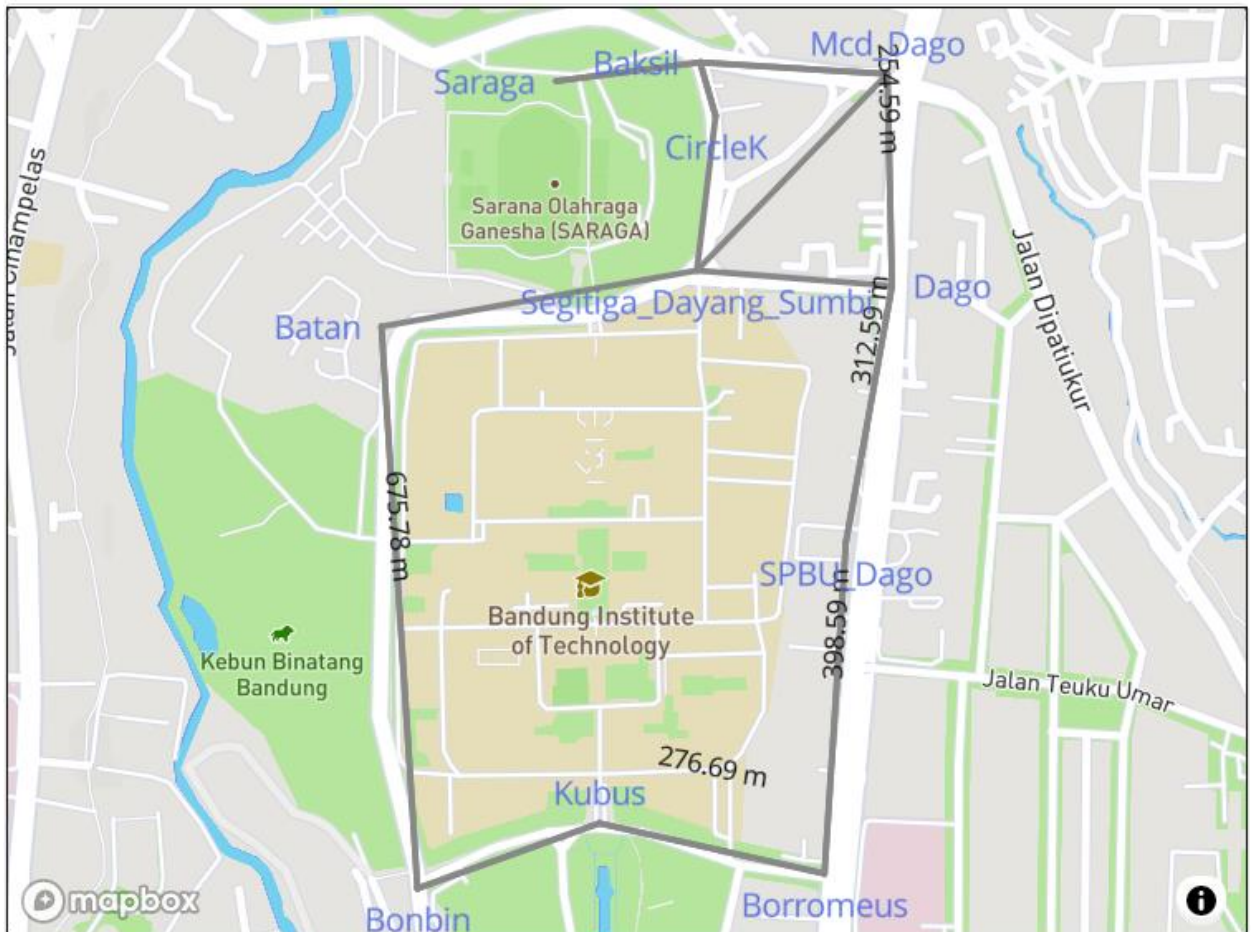 Mcd_Dago
Baksil
Saraga
254.59 m
CircleK
Sarana Olahraga
Ganesha (SARAGA)
Jalan Dipatiukur
Dago
Segitiga_Dayang_Sumbi
Batan
312.59 m
675.78 m
SPBU_Dago
Bandung Institute
of Technology
398.59 m
Kebun Binatang
Bandung
Jalan Teuku Umar
276.69 m
Kubus
Borromeus
Bonbin
mapbox